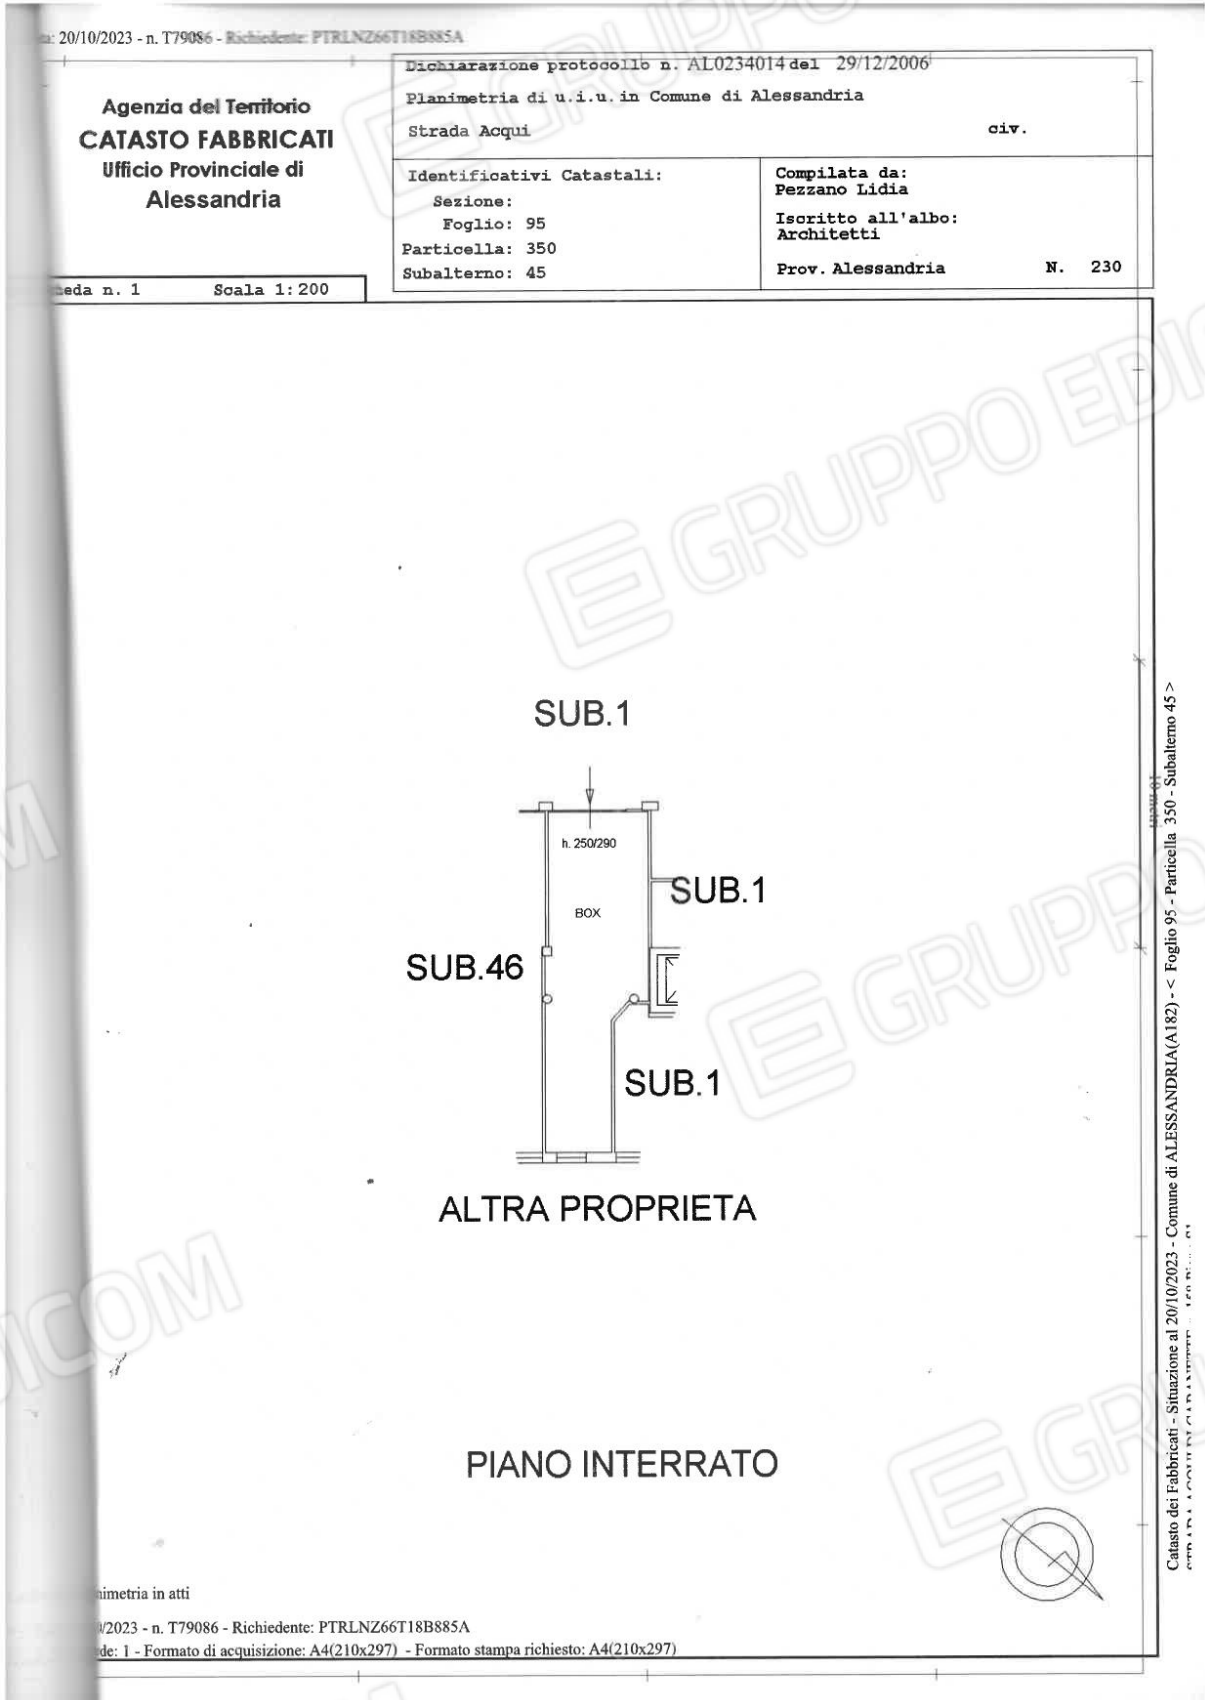 20/10/2023 - n. T79086 - Richiedente: PTRLNZ66T18B885A
Agenzia del Territorio
CATASTO FABBRICATI
Ufficio Provinciale di
Alessandria
Dichiarazione protocollo n. AL0234014 del 29/12/2006
Planimetria di u.i.u. in Comune di Alessandria
Strada Acqui civ.
Identificativi Catastali:
Sezione:
Foglio: 95
Particella: 350
Subalterno: 45
Compilata da:
Pezzano Lidia
Iscritto all'albo:
Architetti
Prov. Alessandria N. 230
heda n. 1 Scala 1:200
GRUPPO EDICOM
SUB.1
h. 250/290
SUB.1
BOX
SUB.46
SUB.1
ALTRA PROPRIETA
PIANO INTERRATO
10 metri
Catasto dei Fabbricati - Situazione al 20/10/2023 - Comune di ALESSANDRIA(A182) - < Foglio 95 - Particella 350 - Subalterno 45 >
nimetria in atti
/2023 - n. T79086 - Richiedente: PTRLNZ66T18B885A
de: 1 - Formato di acquisizione: A4(210x297) - Formato stampa richiesto: A4(210x297)